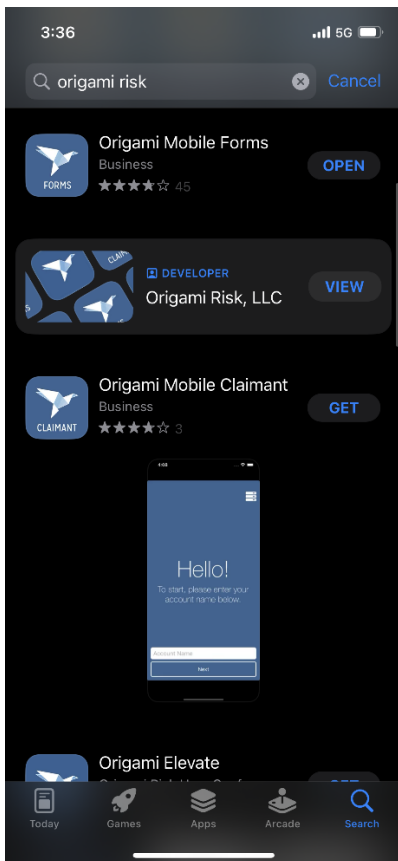 3:36
5G
origami risk
Cancel
Origami Mobile Forms
Business
FORMS
45
OPEN
CLAIM
DEVELOPER
Origami Risk, LLC
VIEW
Origami Mobile Claimant
Business
CLAIMANT
3
GET
Hello!
To start, please enter your
account name below.
Account Name
Next
Origami Elevate
GET
Today
Games
Apps
Arcade
Search